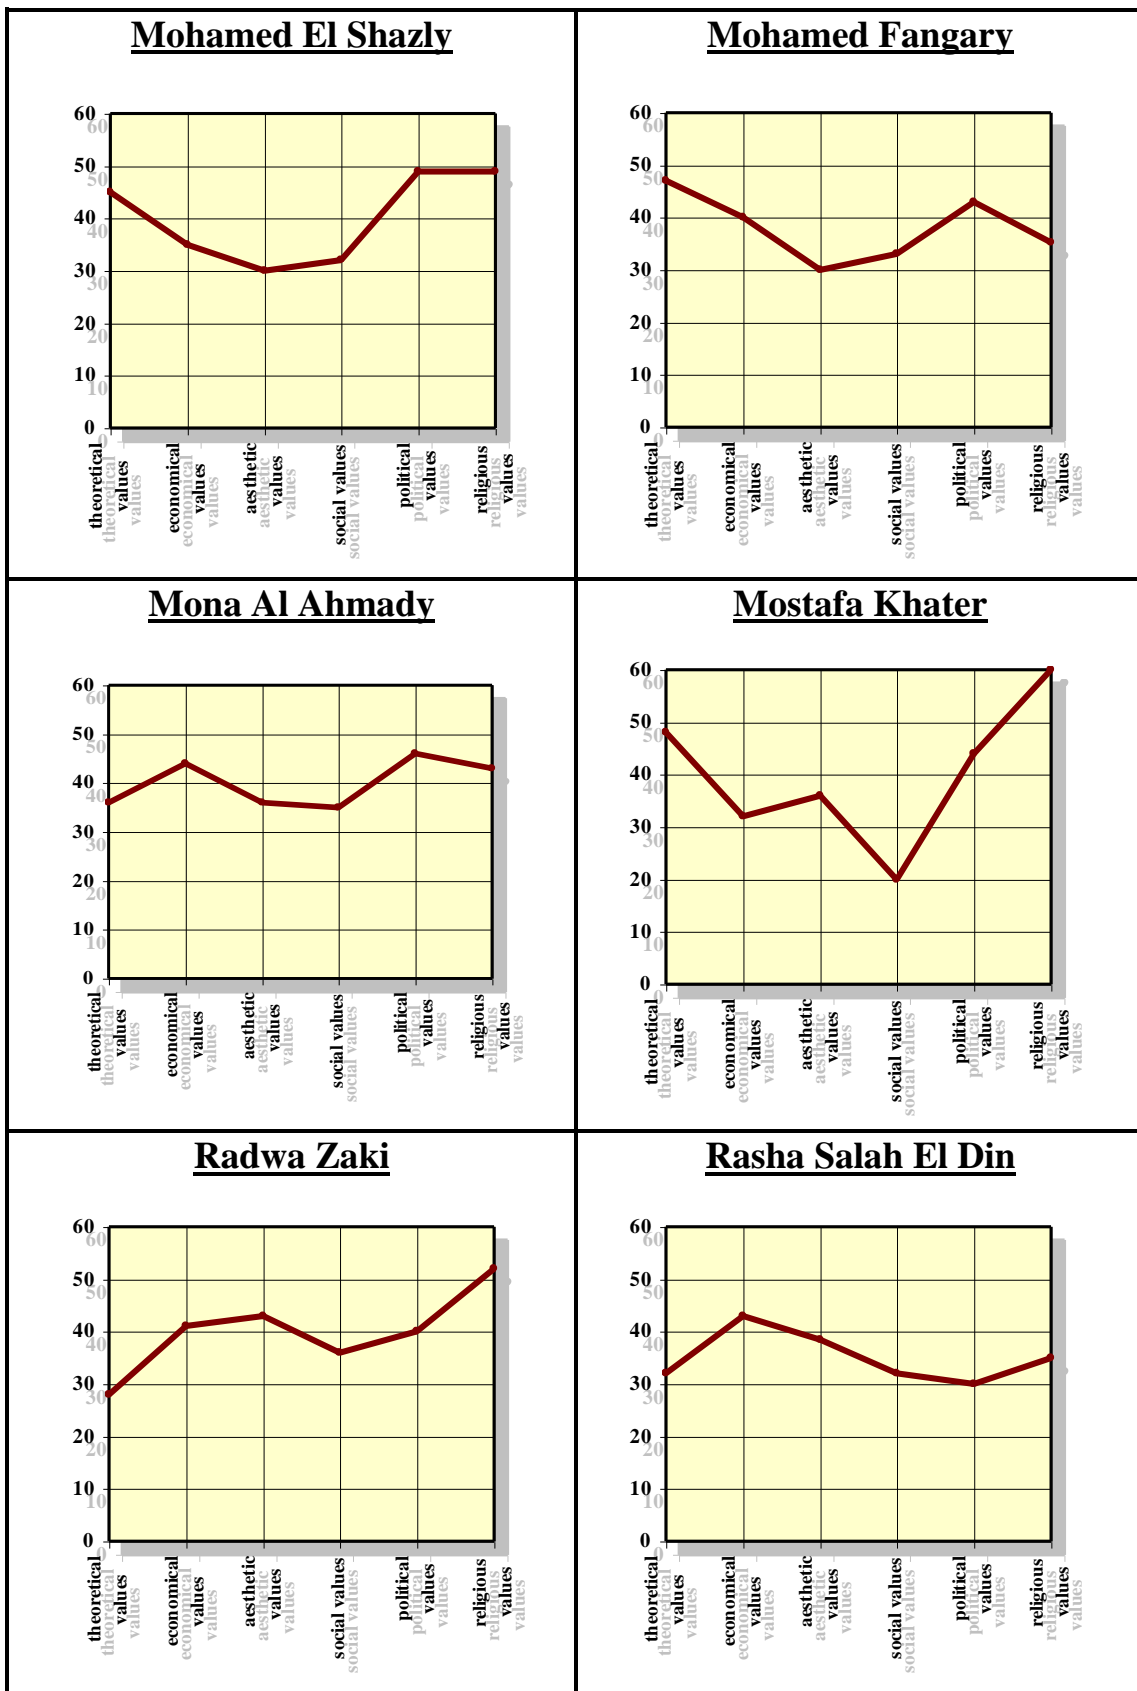 Mohamed El Shazly
60
50
40
30
20
10
0
theoretical values
economical values
aesthetic values
social values
political values
religious values
Mohamed Fangary
60
50
40
30
20
10
0
theoretical values
economical values
aesthetic values
social values
political values
religious values
Mona Al Ahmady
60
50
40
30
20
10
0
theoretical values
economical values
aesthetic values
social values
political values
religious values
Mostafa Khater
60
50
40
30
20
10
0
theoretical values
economical values
aesthetic values
social values
political values
religious values
Radwa Zaki
60
50
40
30
20
10
0
theoretical values
economical values
aesthetic values
social values
political values
religious values
Rasha Salah El Din
60
50
40
30
20
10
0
theoretical values
economical values
aesthetic values
social values
political values
religious values